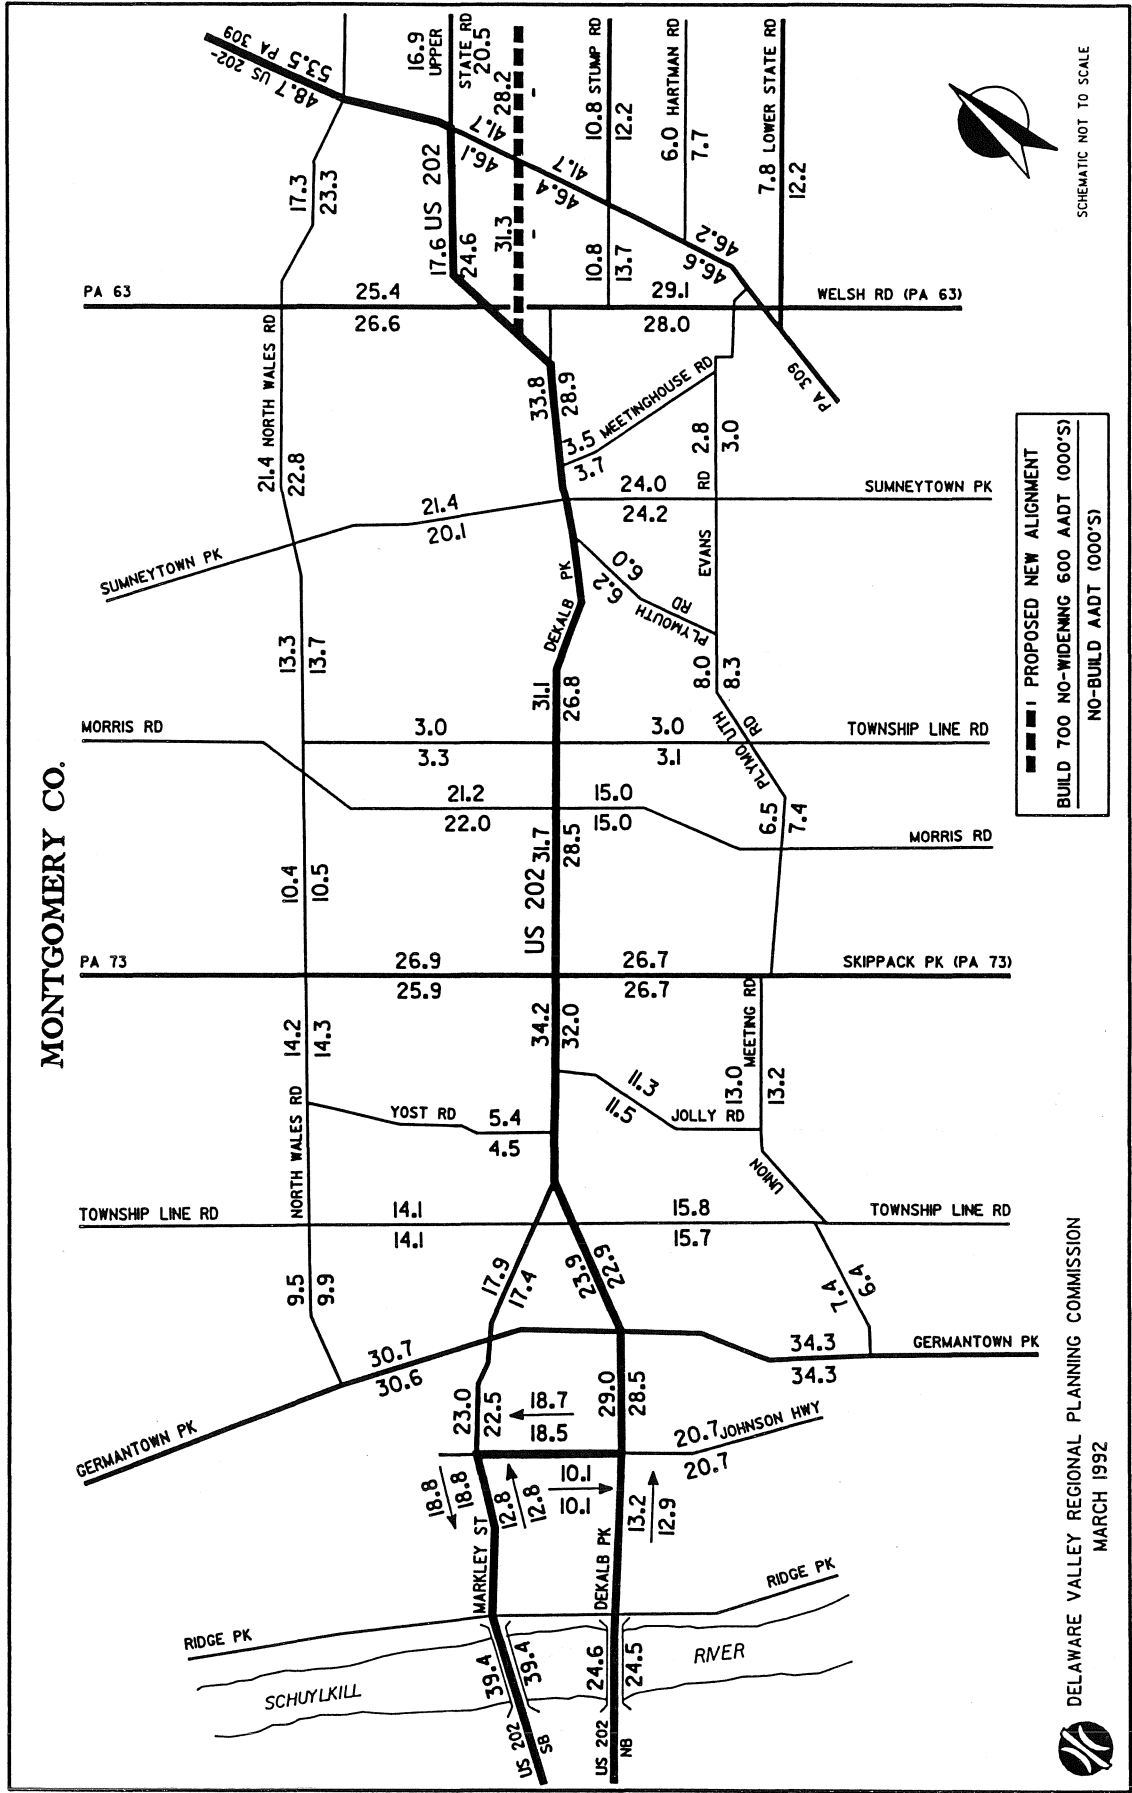 MONTGOMERY CO.
48.7 US 202-
53.5 PA 309
16.9
UPPER
STATE RD
20.5
28.2
41.7
46.1
10.8 STUMP RD
12.2
6.0 HARTMAN RD
7.7
7.8 LOWER STATE RD
12.2
SCHEMATIC NOT TO SCALE
17.3
23.3
17.6 US 202
24.6
31.3
41.7
46.4
10.8
13.7
46.2
46.6
PA 63
25.4
26.6
29.1
28.0
WELSH RD (PA 63)
PA 309
21.4 NORTH WALES RD
22.8
33.8
28.9
3.5 MEETINGHOUSE RD
3.7
2.8
3.0
EVANS RD
SUMNEYTOWN PK
21.4
20.1
24.0
24.2
SUMNEYTOWN PK
6.0
6.2
PLYMOUTH RD
DEKALB PK
13.3
13.7
31.1
26.8
8.0
8.3
PLYMOUTH RD
MORRIS RD
3.0
3.3
3.0
3.1
TOWNSHIP LINE RD
21.2
22.0
15.0
15.0
MORRIS RD
10.4
10.5
US 202 31.7
28.5
6.5
7.4
PA 73
26.9
25.9
26.7
26.7
SKIPPACK PK (PA 73)
NORTH WALES RD 14.2
14.3
34.2
32.0
13.0 MEETING RD
13.2
YOST RD
5.4
4.5
11.3
11.5
JOLLY RD
UNION
TOWNSHIP LINE RD
14.1
14.1
15.8
15.7
TOWNSHIP LINE RD
9.5
9.9
17.9
17.4
23.9
22.9
7.4
6.4
GERMANTOWN PK
30.7
30.6
34.3
34.3
GERMANTOWN PK
23.0
22.5
18.7
18.5
29.0
28.5
20.7 JOHNSON HWY
20.7
18.8
18.8
12.8
12.8
10.1
10.1
13.2
12.9
MARKLEY ST
DEKALB PK
RIDGE PK
RIDGE PK
SCHUYLKILL
RIVER
39.4
39.4
24.6
24.5
US 202
SB
US 202
NB
PROPOSED NEW ALIGNMENT
BUILD 700 NO-WIDENING 600 AADT (000'S)
NO-BUILD AADT (000'S)
DELAWARE VALLEY REGIONAL PLANNING COMMISSION
MARCH 1992